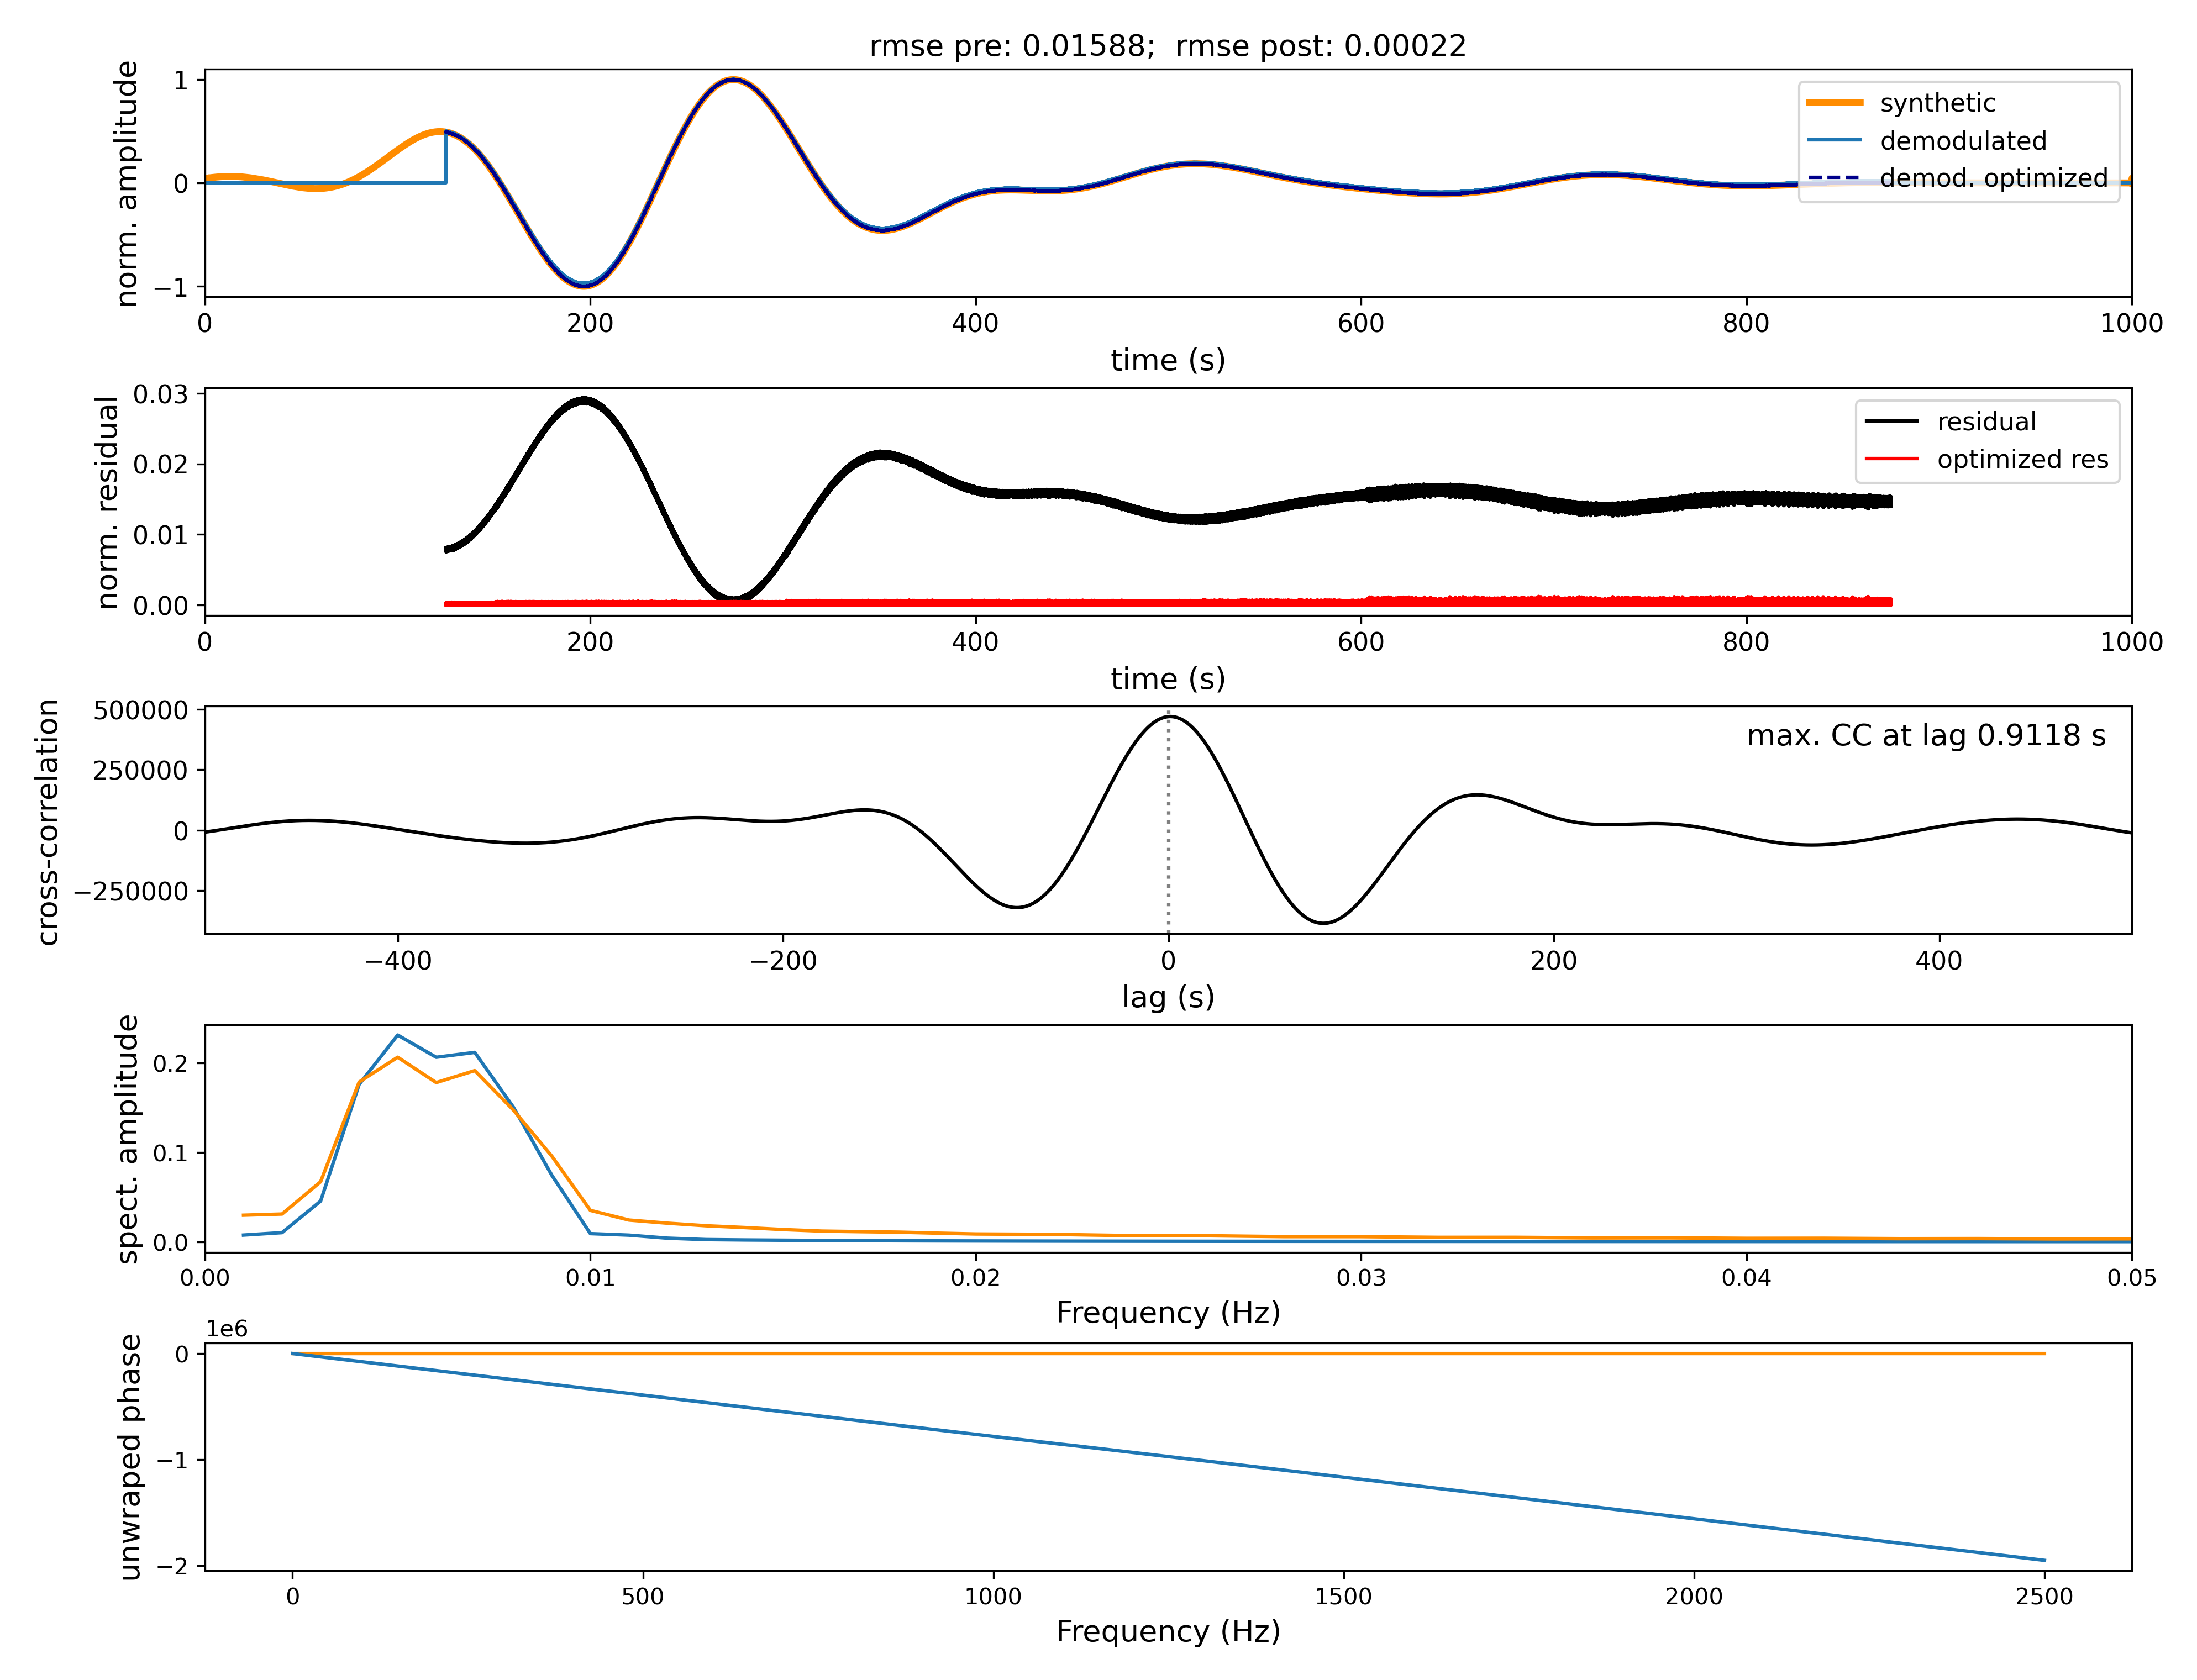 rmse pre: 0.01588;  rmse post: 0.00022
norm. amplitude
1
0
−1
synthetic
demodulated
demod. optimized
0 200 400 600 800 1000
time (s)
norm. residual
0.03
0.02
0.01
0.00
residual
optimized res
0 200 400 600 800 1000
time (s)
cross-correlation
500000
250000
0
−250000
max. CC at lag 0.9118 s
−400 −200 0 200 400
lag (s)
spect. amplitude
0.2
0.1
0.0
0.00 0.01 0.02 0.03 0.04 0.05
Frequency (Hz)
unwraped phase
1e6
0
−1
−2
0 500 1000 1500 2000 2500
Frequency (Hz)